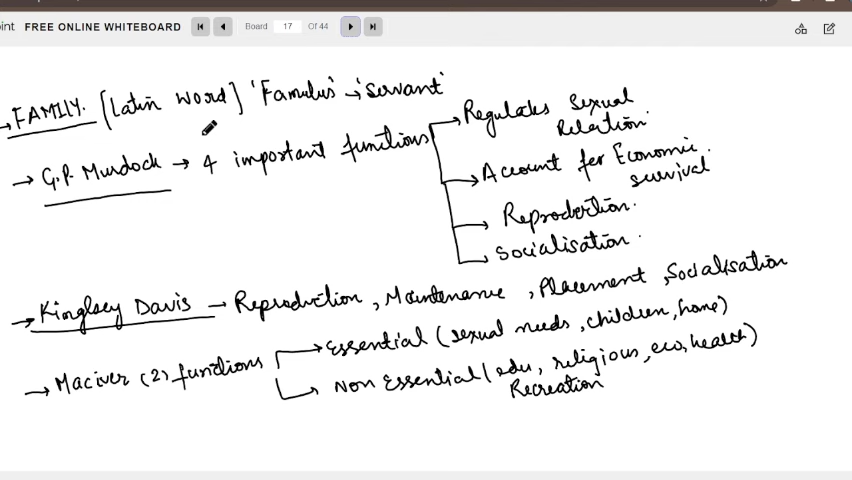 oint FREE ONLINE WHITEBOARD Board 17 Of 44
FAMILY. [Latin word] 'Famulus' → 'Servant'
→ G.P. Murdock → 4 important functions
→ Regulates Sexual
Relation.
→ Account for Economic.
survival
→ Reproduction.
→ Socialisation.
→ Kinglsey Davis → Reproduction, Maintenance, Placement, Socialisation
→ Maciver (2) functions
→ Essential (sexual needs, children, home)
→ Non Essential (edu, religious, eco, health)
Recreation